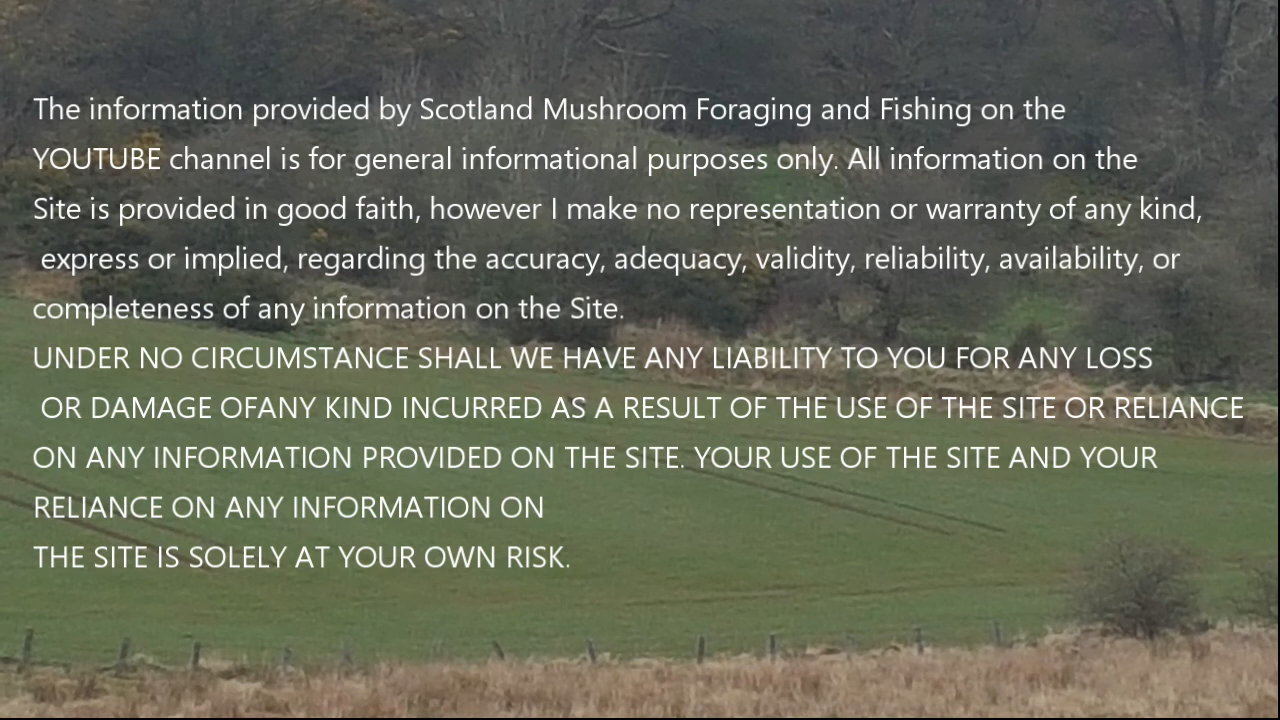 The information provided by Scotland Mushroom Foraging and Fishing on the
YOUTUBE channel is for general informational purposes only. All information on the
Site is provided in good faith, however I make no representation or warranty of any kind,
express or implied, regarding the accuracy, adequacy, validity, reliability, availability, or
completeness of any information on the Site.
UNDER NO CIRCUMSTANCE SHALL WE HAVE ANY LIABILITY TO YOU FOR ANY LOSS
OR DAMAGE OFANY KIND INCURRED AS A RESULT OF THE USE OF THE SITE OR RELIANCE
ON ANY INFORMATION PROVIDED ON THE SITE. YOUR USE OF THE SITE AND YOUR
RELIANCE ON ANY INFORMATION ON
THE SITE IS SOLELY AT YOUR OWN RISK.